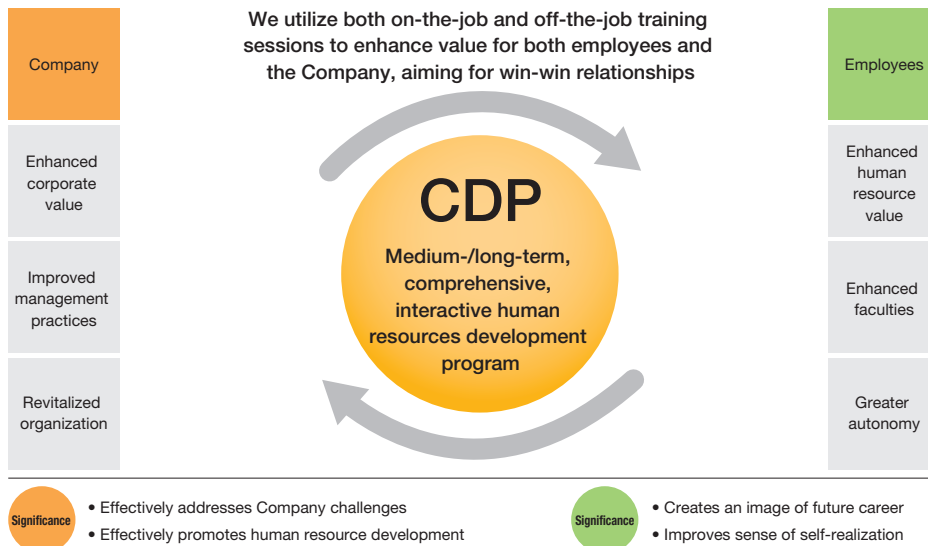 We utilize both on-the-job and off-the-job training
sessions to enhance value for both employees and
the Company, aiming for win-win relationships
Company
Enhanced
corporate
value
Improved
management
practices
Revitalized
organization
CDP
Medium-/long-term,
comprehensive,
interactive human
resources development
program
Employees
Enhanced
human
resource
value
Enhanced
faculties
Greater
autonomy
Significance
• Effectively addresses Company challenges
• Effectively promotes human resource development
Significance
• Creates an image of future career
• Improves sense of self-realization